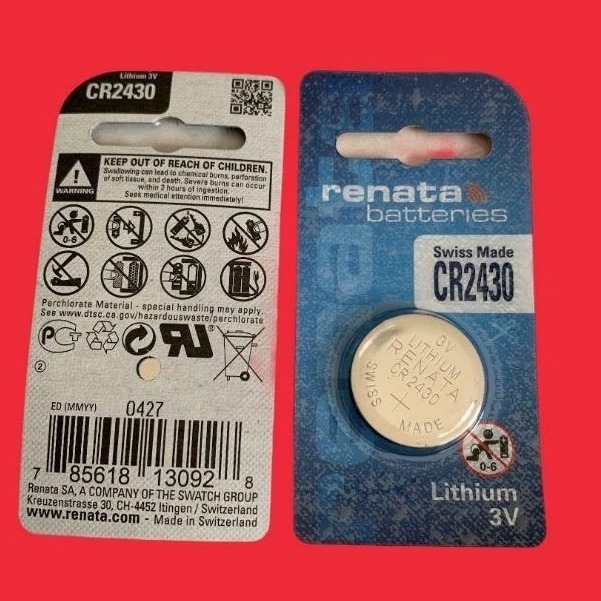 Lithium 3V
CR2430
KEEP OUT OF REACH OF CHILDREN.
Swallowing can lead to chemical burns, perforation
of soft tissue, and death. Severe burns can occur
within 2 hours of ingestion.
Seek medical attention immediately!
WARNING
0-6
Perchlorate Material - special handling may apply.
See www.dtsc.ca.gov/hazardouswaste/perchlorate
2
ED (MMYY) 0427
7 85618 13092 8
Renata SA, A COMPANY OF THE SWATCH GROUP
Kreuzenstrasse 30, CH-4452 Itingen / Switzerland
www.renata.com - Made in Switzerland
renata
batteries
Swiss Made
CR2430
3V
LITHIUM
RENATA
CR2430
+
SWISS MADE
0-6
Lithium
3V